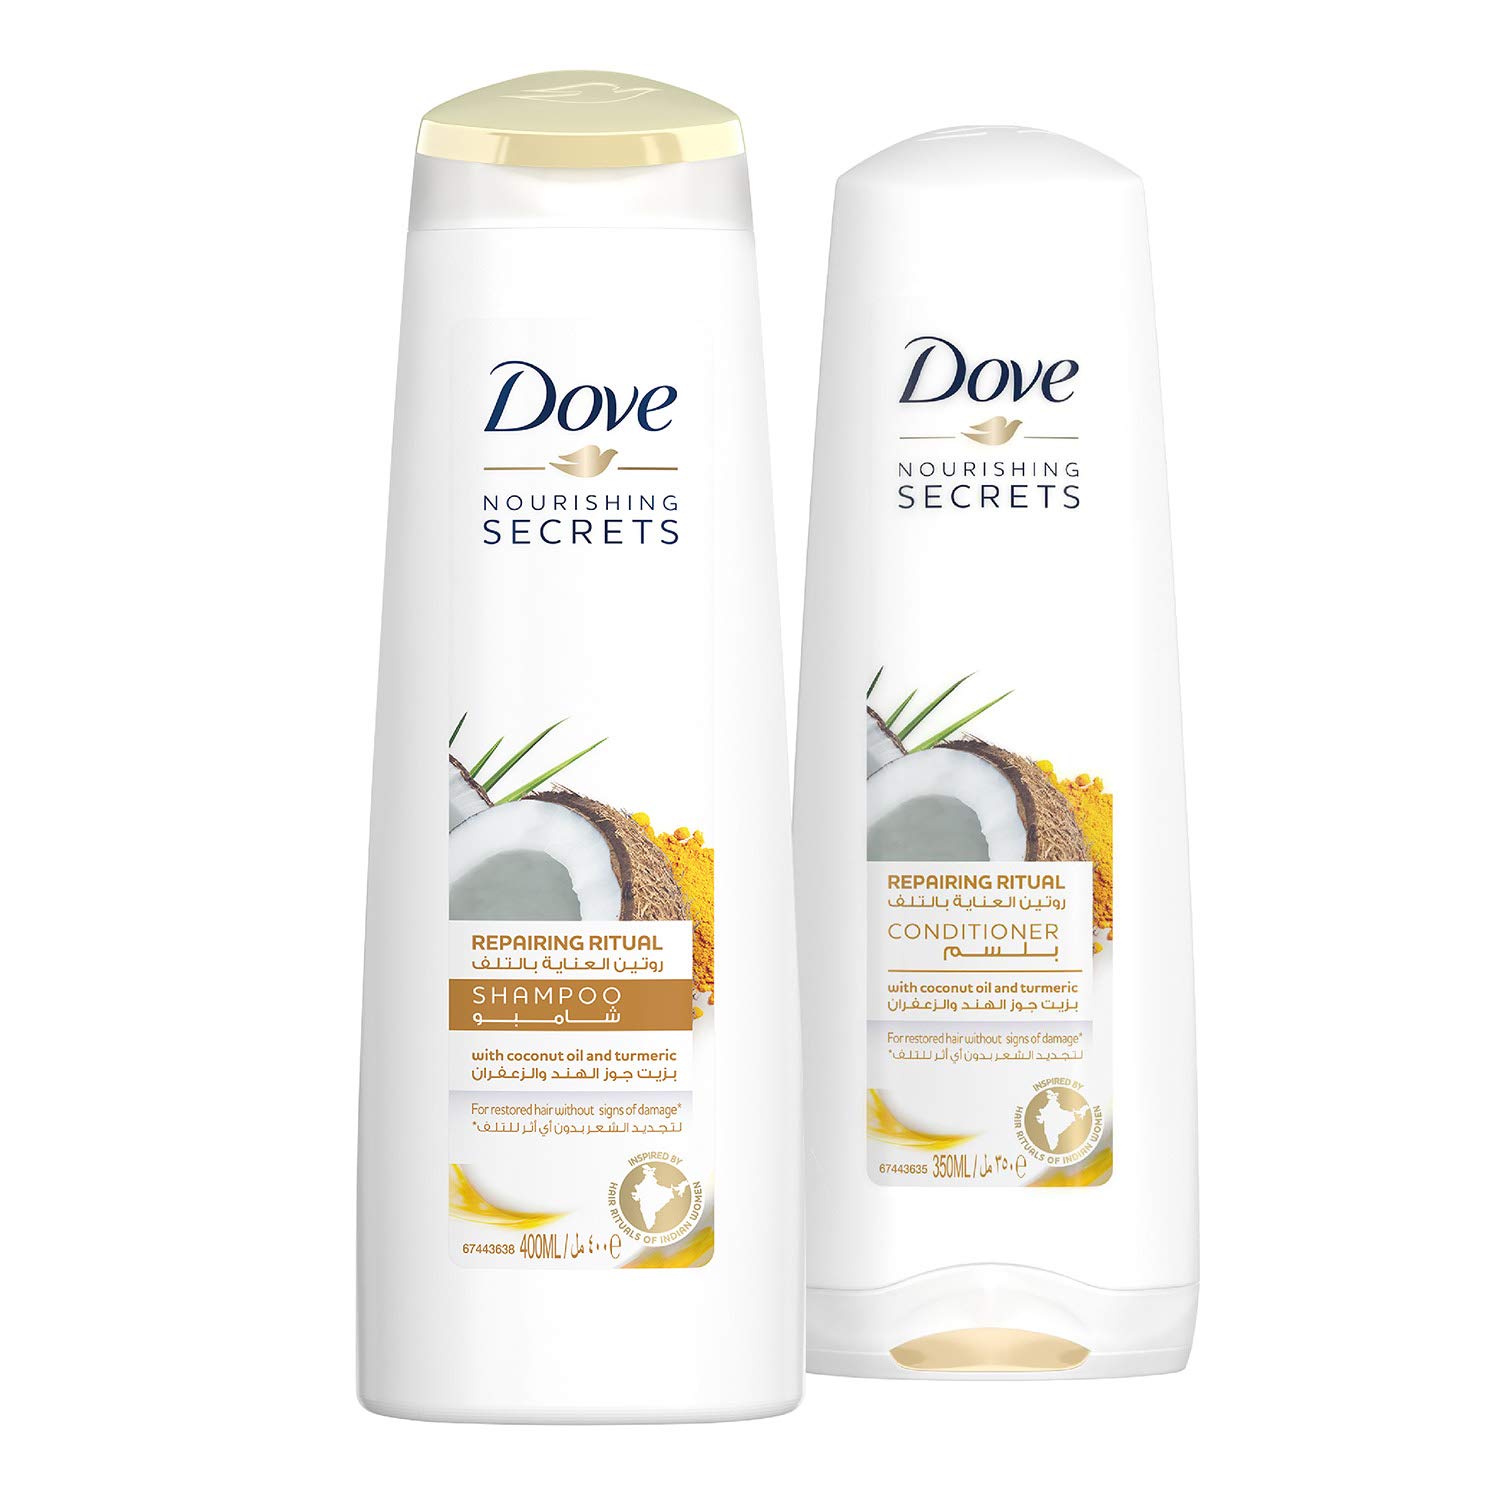 Dove
NOURISHING
SECRETS
REPAIRING RITUAL
روتين العناية بالتلف
SHAMPOO
شامبو
with coconut oil and turmeric
بزيت جوز الهند والزعفران
For restored hair without signs of damage*
لتجديد الشعر بدون أي أثر للتلف*
INSPIRED BY
HAIR RITUALS OF INDIAN WOMEN
67443638 400ML / ٤٠٠ مل e
Dove
NOURISHING
SECRETS
REPAIRING RITUAL
روتين العناية بالتلف
CONDITIONER
بلسم
with coconut oil and turmeric
بزيت جوز الهند والزعفران
For restored hair without signs of damage*
لتجديد الشعر بدون أي أثر للتلف*
INSPIRED BY
HAIR RITUALS OF INDIAN WOMEN
67443635 350ML / ٣٥٠ مل e